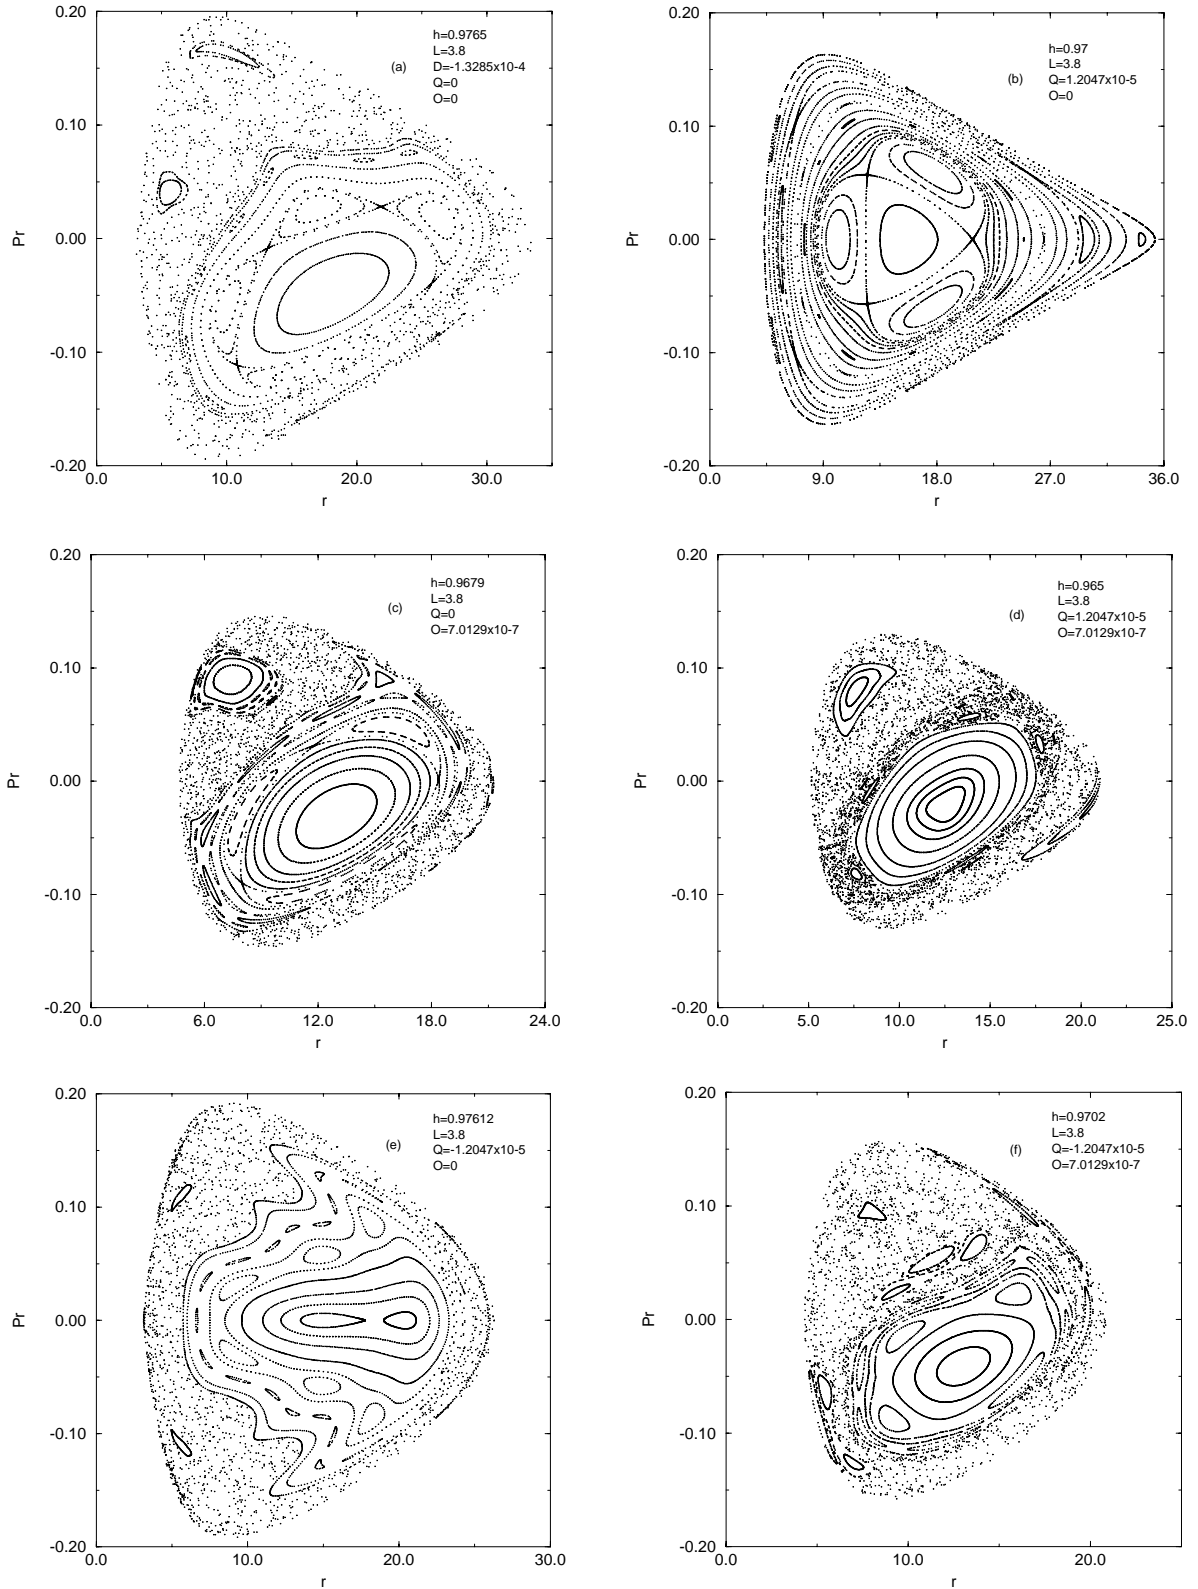 0.20
0.10
0.00
-0.10
-0.20
Pr
0.0
10.0
20.0
30.0
r
(a)
h=0.9765
L=3.8
D=-1.3285x10-4
Q=0
O=0
0.20
0.10
0.00
-0.10
-0.20
Pr
0.0
9.0
18.0
27.0
36.0
r
(b)
h=0.97
L=3.8
Q=1.2047x10-5
O=0
0.20
0.10
0.00
-0.10
-0.20
Pr
0.0
6.0
12.0
18.0
24.0
r
(c)
h=0.9679
L=3.8
Q=0
O=7.0129x10-7
0.20
0.10
0.00
-0.10
-0.20
Pr
0.0
5.0
10.0
15.0
20.0
25.0
r
(d)
h=0.965
L=3.8
Q=1.2047x10-5
O=7.0129x10-7
0.20
0.10
0.00
-0.10
-0.20
Pr
0.0
10.0
20.0
30.0
r
(e)
h=0.97612
L=3.8
Q=-1.2047x10-5
O=0
0.20
0.10
0.00
-0.10
-0.20
Pr
0.0
10.0
20.0
r
(f)
h=0.9702
L=3.8
Q=-1.2047x10-5
O=7.0129x10-7